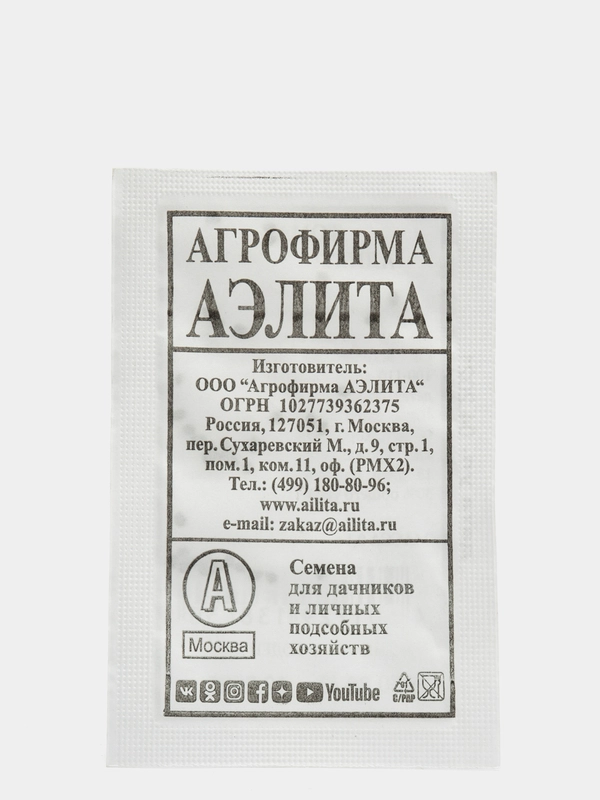 АГРОФИРМА
АЭЛИТА
Изготовитель:
ООО “Агрофирма АЭЛИТА“
ОГРН 1027739362375
Россия, 127051, г. Москва,
пер. Сухаревский М., д. 9, стр. 1,
пом. 1, ком. 11, оф. (РМХ2).
Тел.: (499) 180-80-96;
www.ailita.ru
e-mail: zakaz@ailita.ru
А
Москва
Семена
для дачников
и личных
подсобных
хозяйств
YouTube
C/PAP